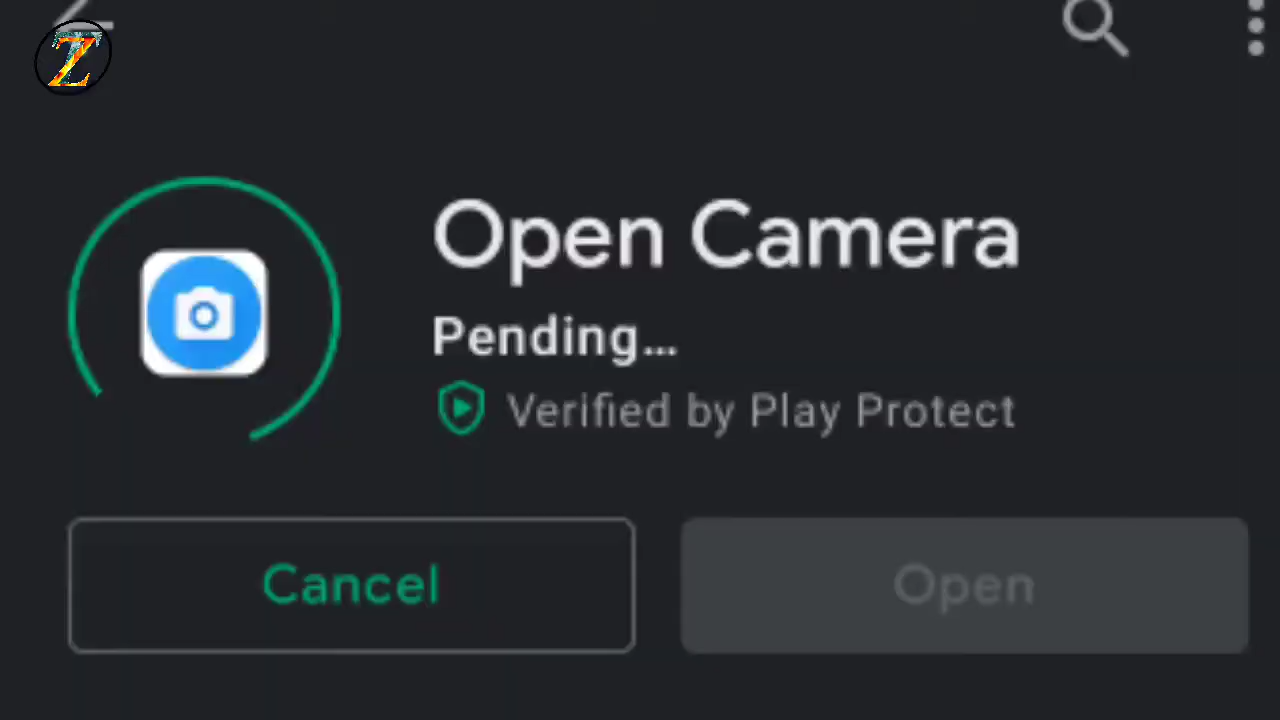 Z
Open Camera
Pending...
Verified by Play Protect
Cancel
Open